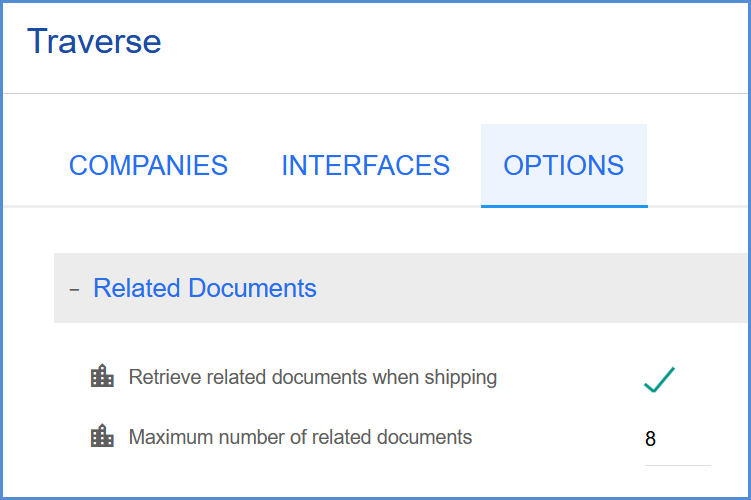 Traverse
COMPANIES INTERFACES OPTIONS
– Related Documents
Retrieve related documents when shipping
Maximum number of related documents 8